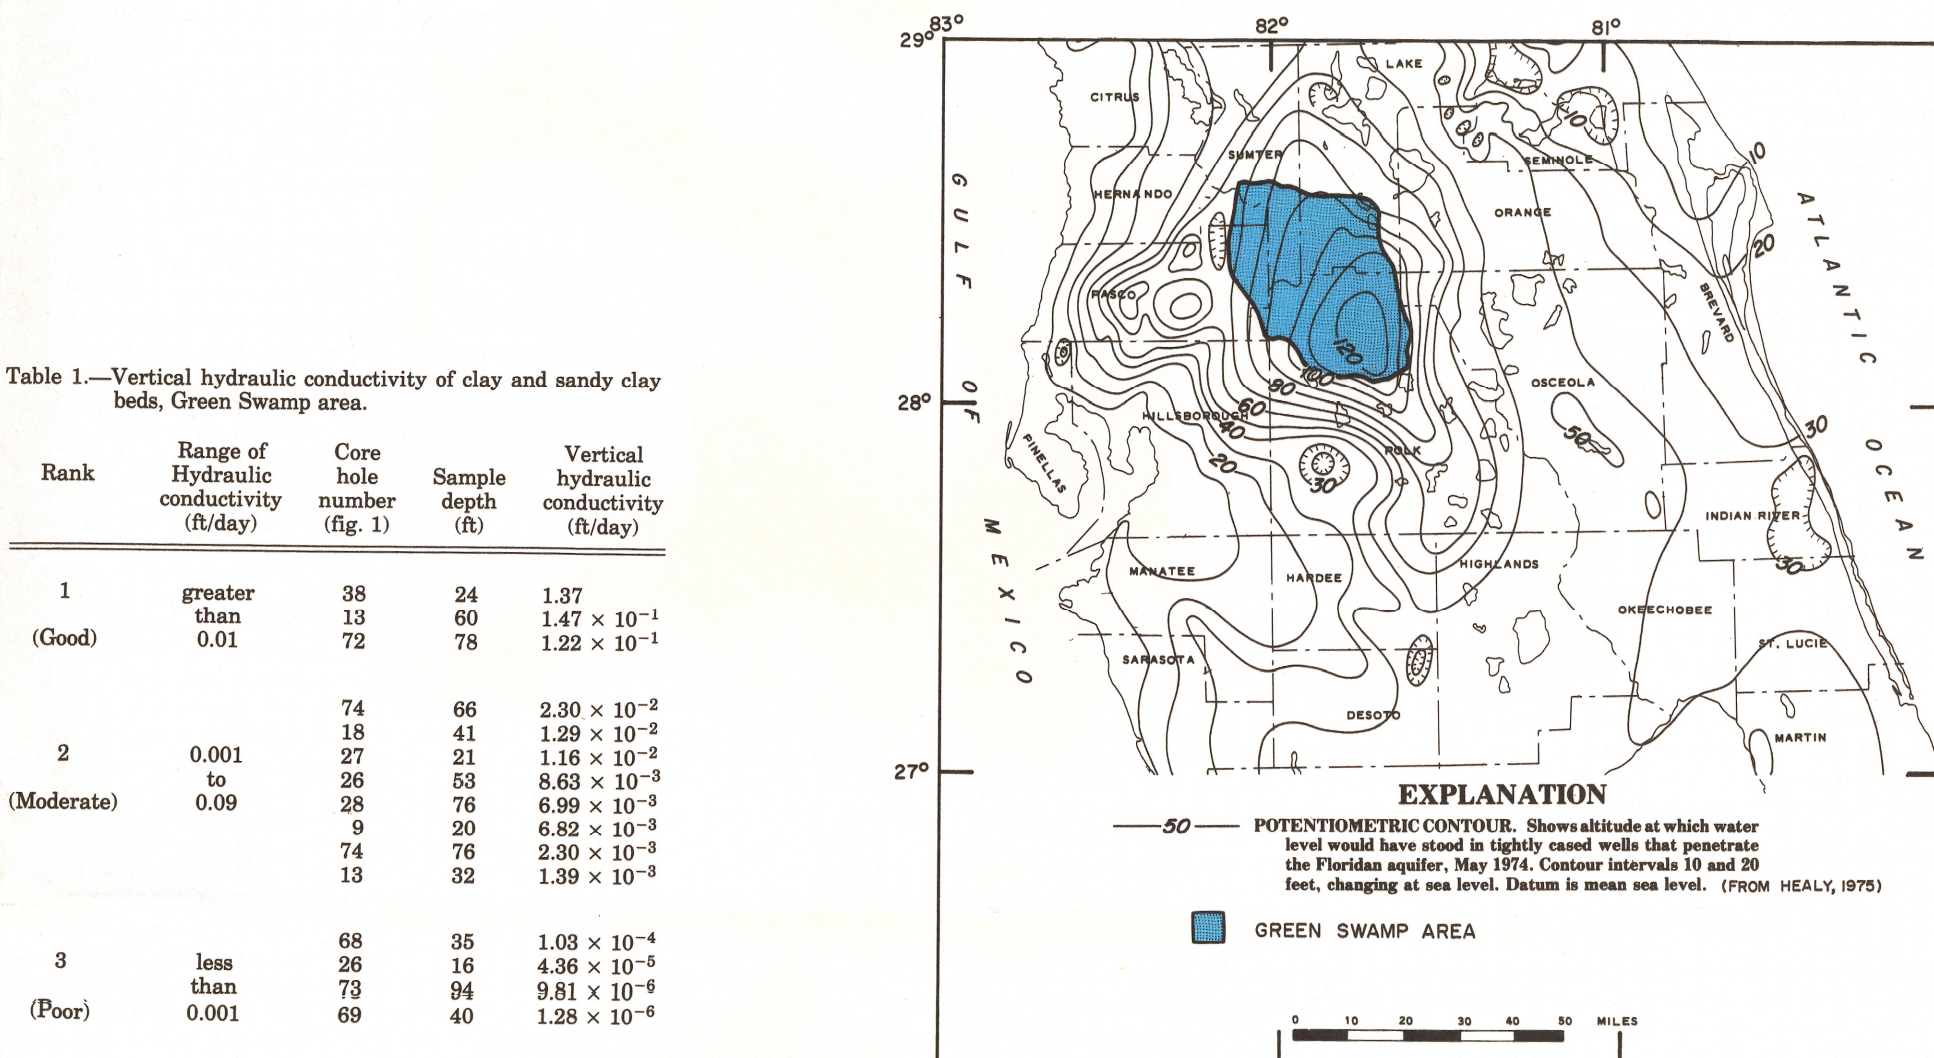 Table 1.—Vertical hydraulic conductivity of clay and sandy clay
beds, Green Swamp area.
Rank
Range of
Hydraulic
conductivity
(ft/day)
Core
hole
number
(fig. 1)
Sample
depth
(ft)
Vertical
hydraulic
conductivity
(ft/day)
1 greater 38 24 1.37
than 13 60 1.47 × 10⁻¹
(Good) 0.01 72 78 1.22 × 10⁻¹
74 66 2.30 × 10⁻²
18 41 1.29 × 10⁻²
2 0.001 27 21 1.16 × 10⁻²
to 26 53 8.63 × 10⁻³
(Moderate) 0.09 28 76 6.99 × 10⁻³
9 20 6.82 × 10⁻³
74 76 2.30 × 10⁻³
13 32 1.39 × 10⁻³
68 35 1.03 × 10⁻⁴
3 less 26 16 4.36 × 10⁻⁵
than 73 94 9.81 × 10⁻⁶
(Poor) 0.001 69 40 1.28 × 10⁻⁶
83° 82° 81°
29°
28°
27°
GULF OF MEXICO
ATLANTIC OCEAN
LAKE
CITRUS
10
SUMTER
SEMINOLE
10
HERNANDO
ORANGE
20
PASCO
BREVARD
120
100
80
OSCEOLA
60
HILLSBOROUGH
40
30
50
PINELLAS
POLK
20
30
INDIAN RIVER
30
MANATEE
HARDEE
HIGHLANDS
OKEECHOBEE
ST. LUCIE
SARASOTA
DESOTO
MARTIN
EXPLANATION
50 POTENTIOMETRIC CONTOUR. Shows altitude at which water
level would have stood in tightly cased wells that penetrate
the Floridan aquifer, May 1974. Contour intervals 10 and 20
feet, changing at sea level. Datum is mean sea level. (FROM HEALY, 1975)
GREEN SWAMP AREA
0 10 20 30 40 50 MILES